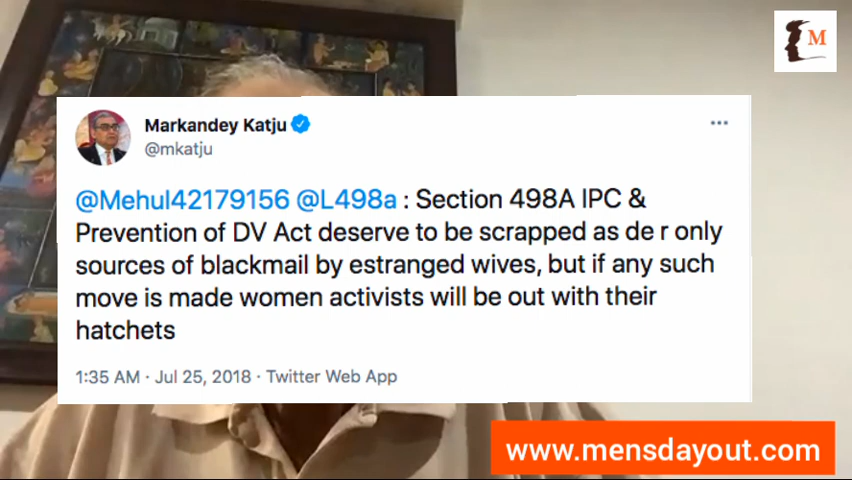 M
Markandey Katju
@mkatju
@Mehul42179156 @L498a : Section 498A IPC &
Prevention of DV Act deserve to be scrapped as de r only
sources of blackmail by estranged wives, but if any such
move is made women activists will be out with their
hatchets
1:35 AM · Jul 25, 2018 · Twitter Web App
www.mensdayout.com